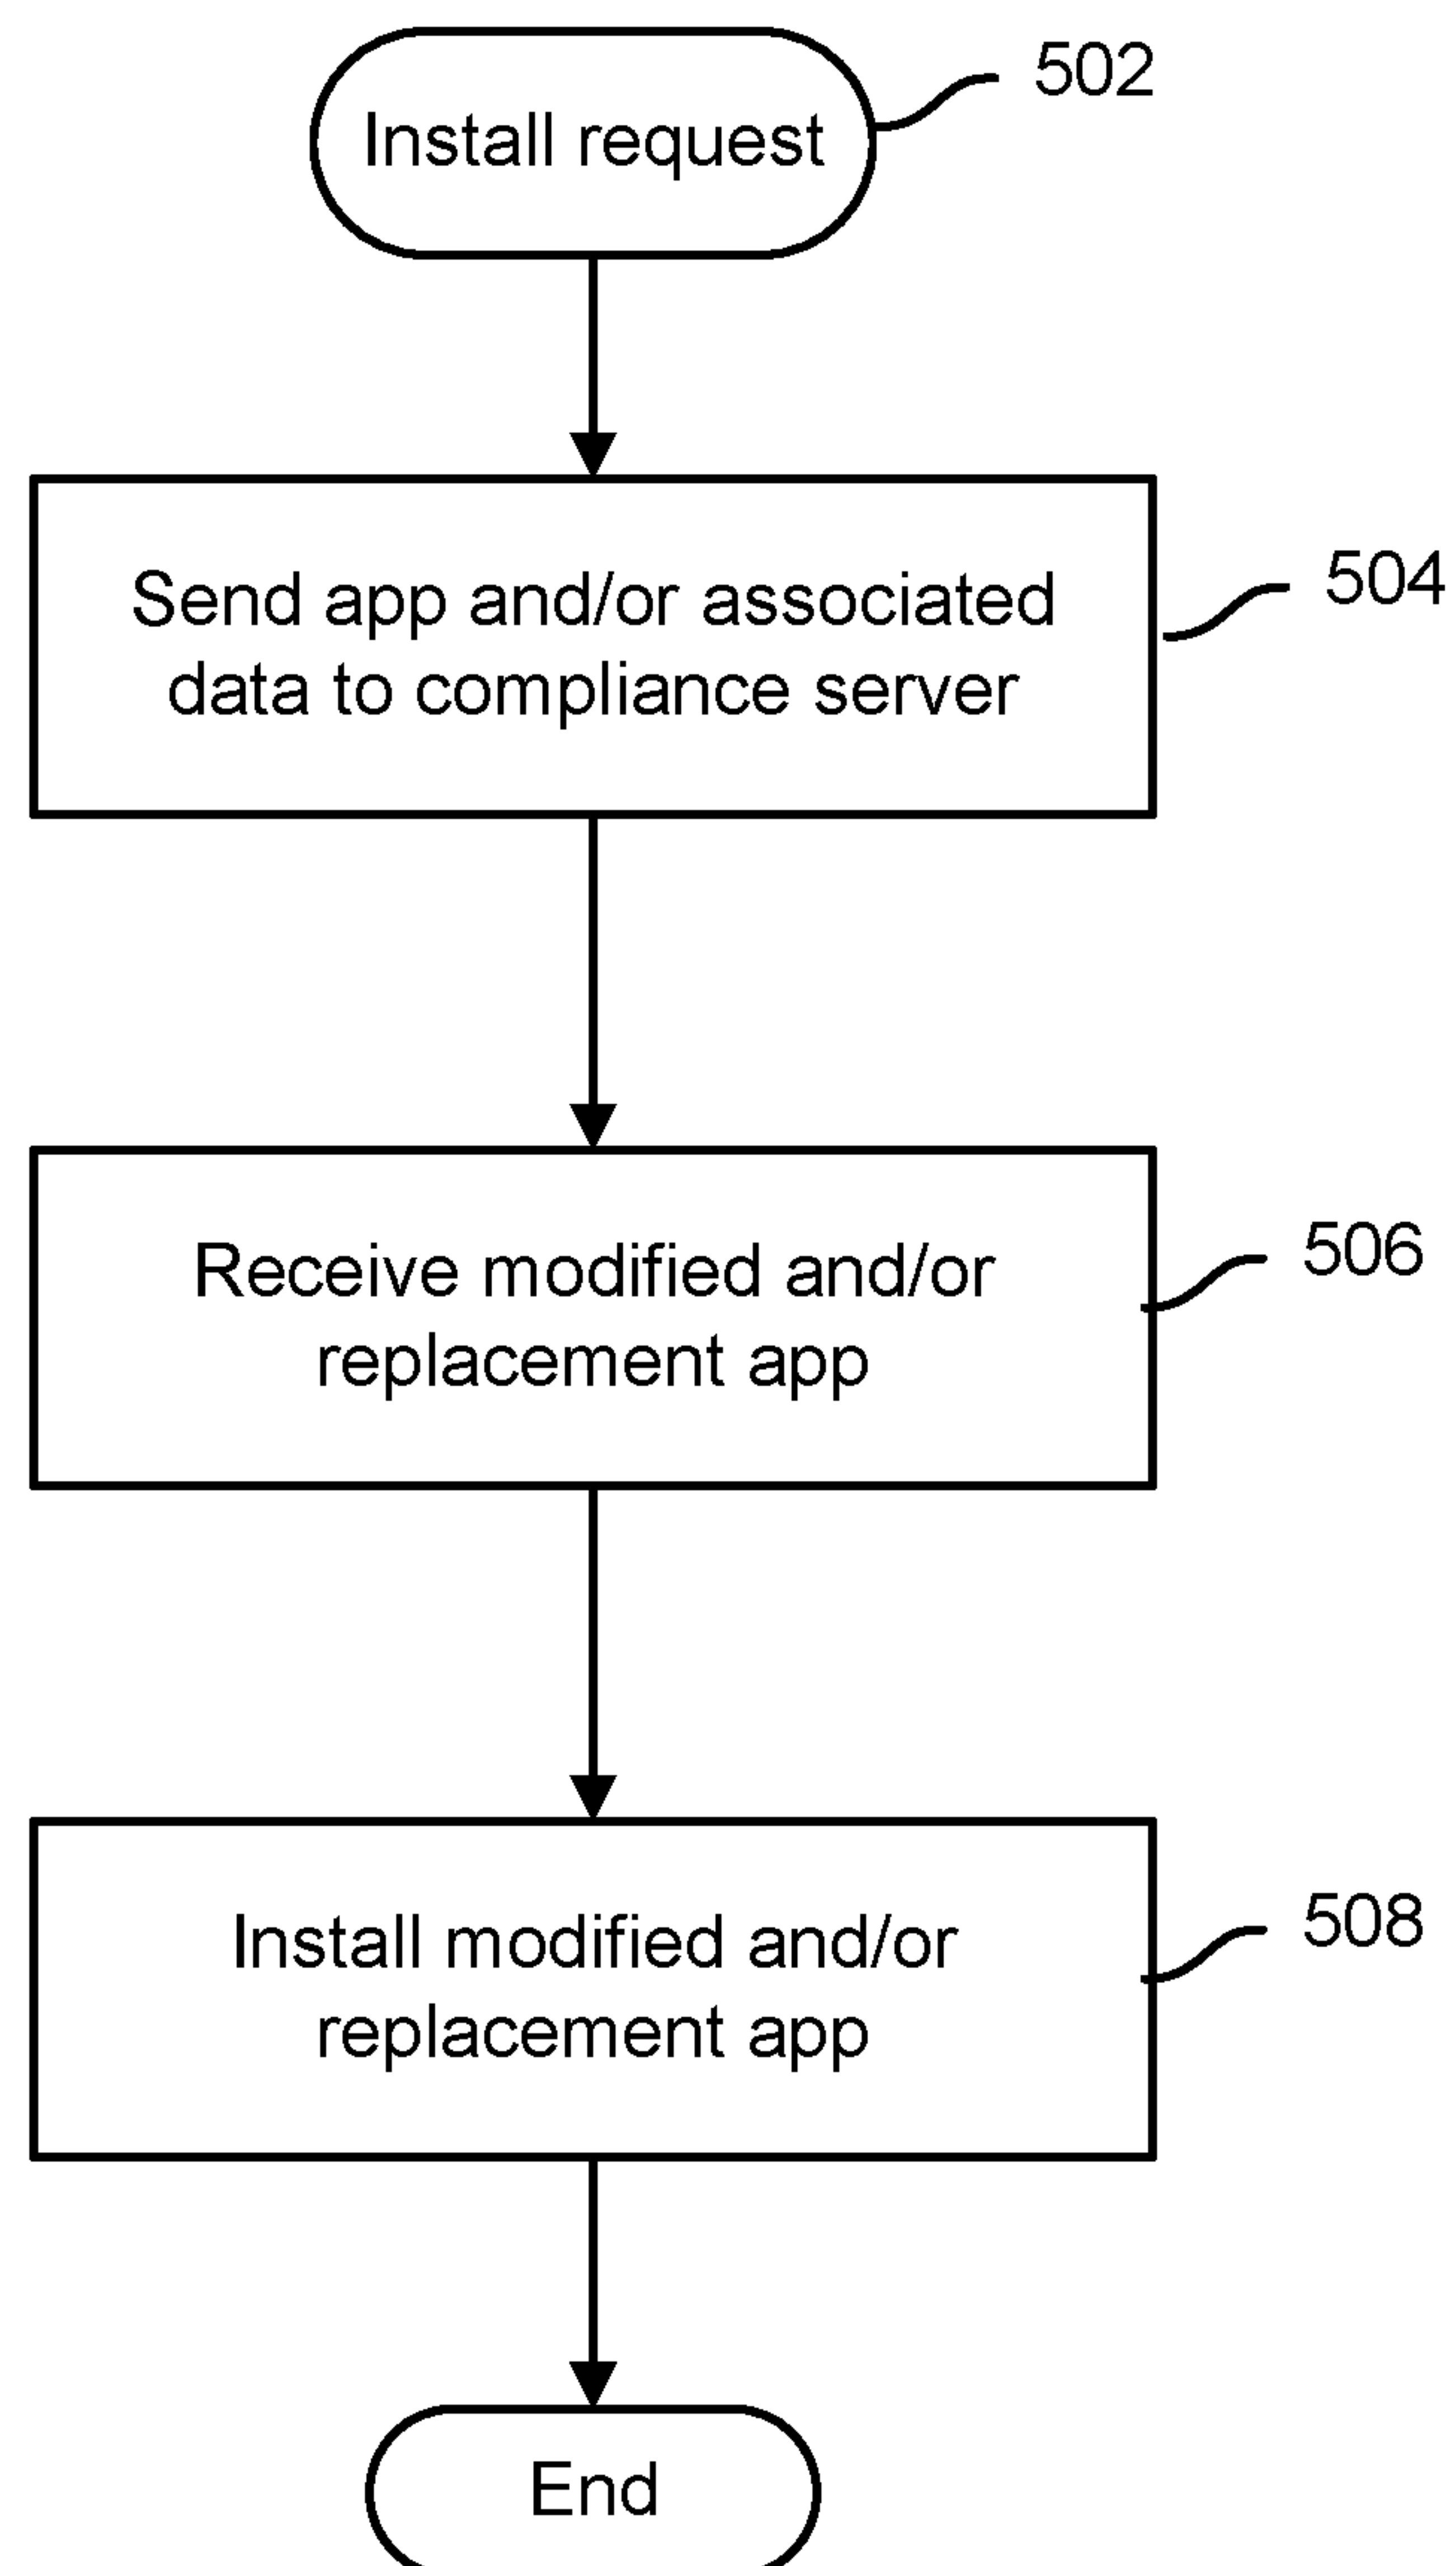 Install request
502
Send app and/or associated
data to compliance server
504
Receive modified and/or
replacement app
506
Install modified and/or
replacement app
508
End